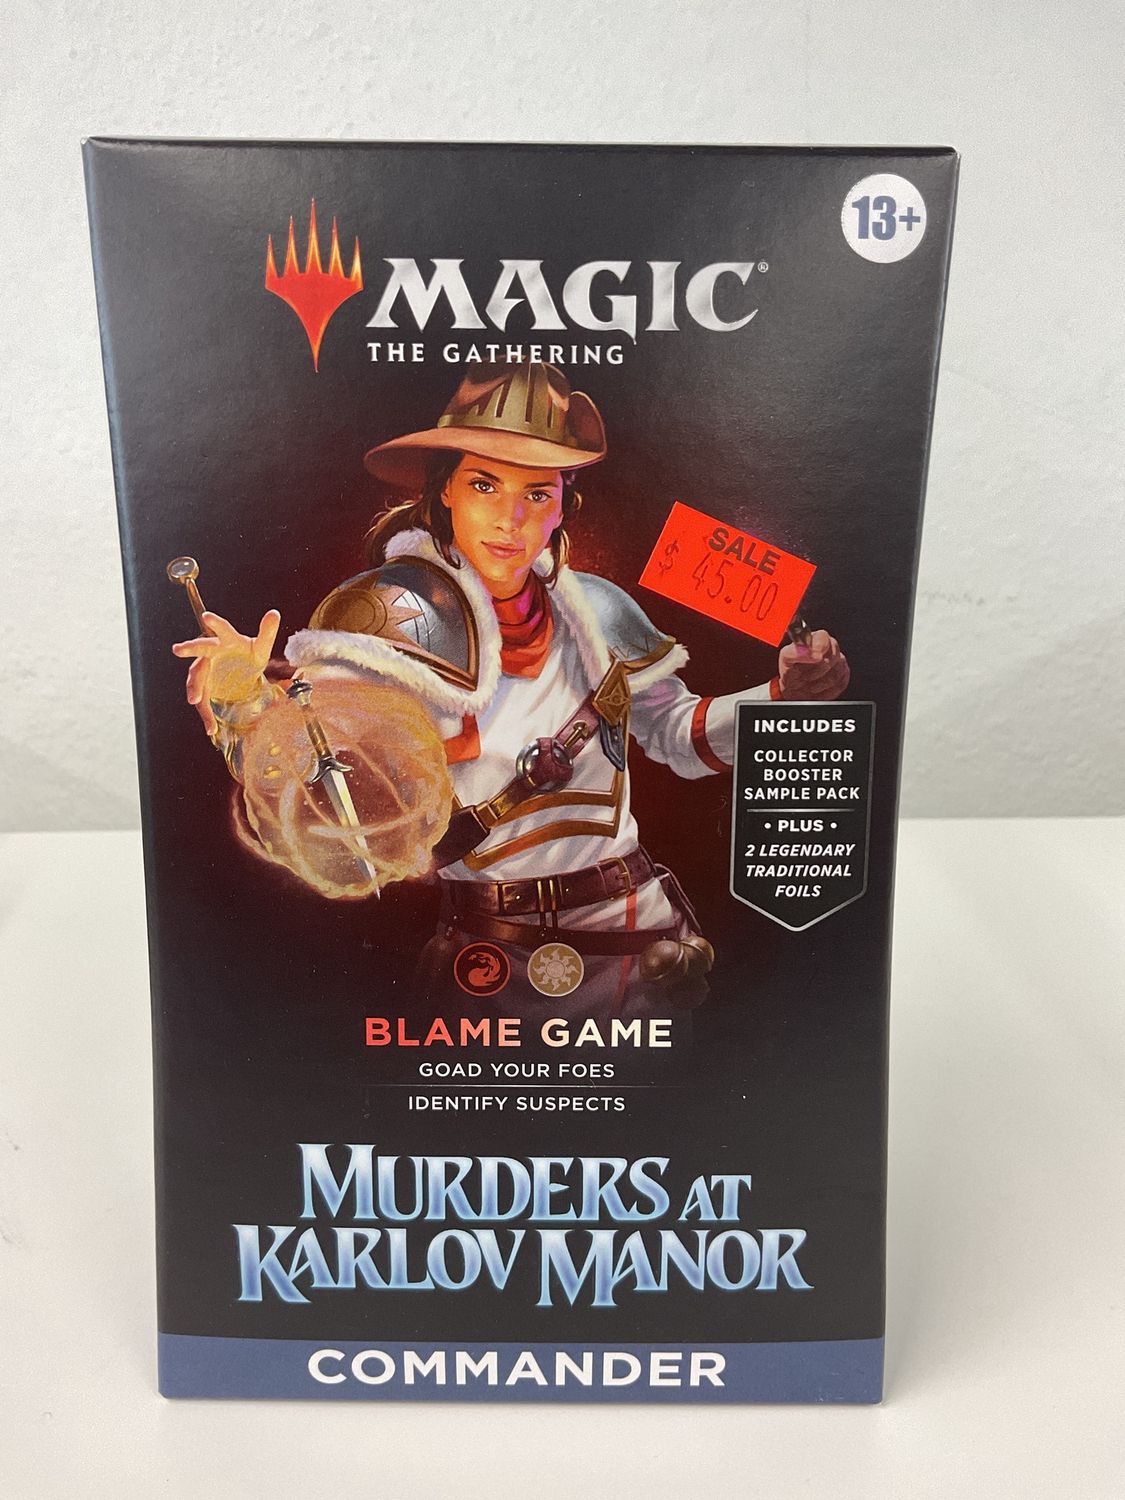 13+
MAGIC®
THE GATHERING
SALE
$ 45.00
INCLUDES
COLLECTOR
BOOSTER
SAMPLE PACK
• PLUS •
2 LEGENDARY
TRADITIONAL
FOILS
BLAME GAME
GOAD YOUR FOES
IDENTIFY SUSPECTS
MURDERS AT
KARLOV MANOR
COMMANDER